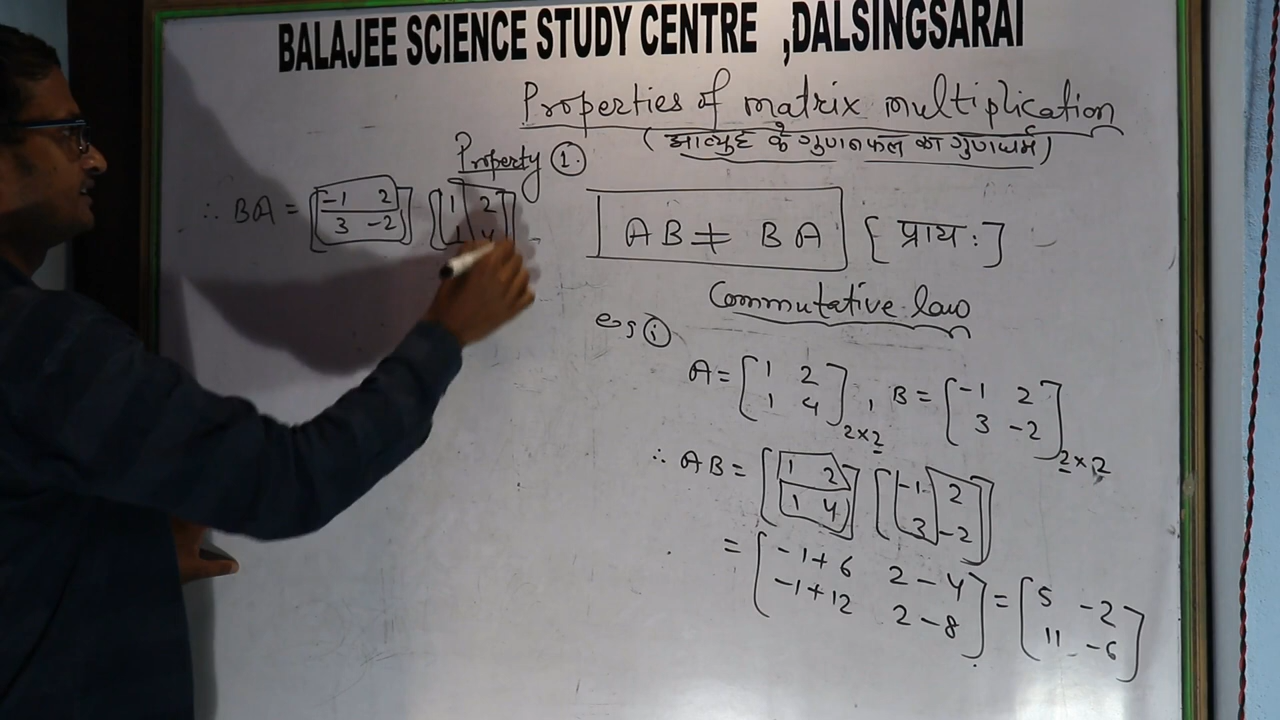 BALAJEE SCIENCE STUDY CENTRE ,DALSINGSARAI
Properties of matrix multiplication
(आव्यूह के गुणनफल का गुणधर्म)
Property ①.
AB ≠ BA { प्रायः }
Commutative law
eg ⓘ
A = [1 2
1 4] 2×2 , B = [-1 2
3 -2] 2×2
∴ AB = [1 2
1 4] [-1 2
3 -2]
= [-1+6 2-4
-1+12 2-8] = [5 -2
11 -6]
∴ BA = [-1 2
3 -2] [1 2
1 4]